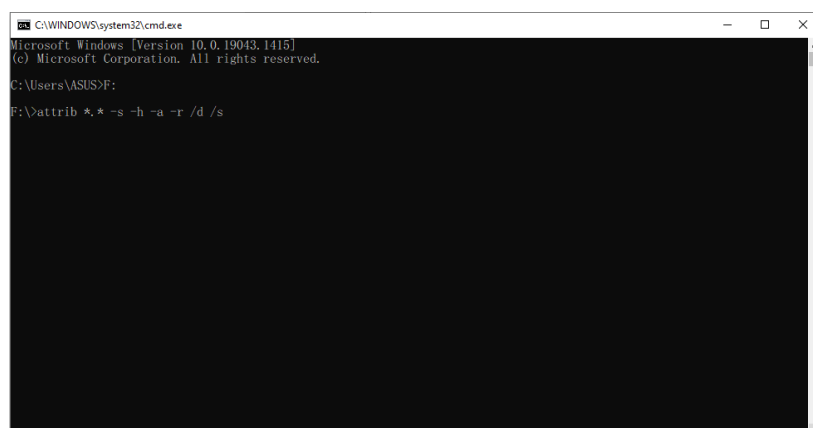 C:\WINDOWS\system32\cmd.exe
Microsoft Windows [Version 10.0.19043.1415]
(c) Microsoft Corporation. All rights reserved.
C:\Users\ASUS>F:
F:\>attrib *.* -s -h -a -r /d /s